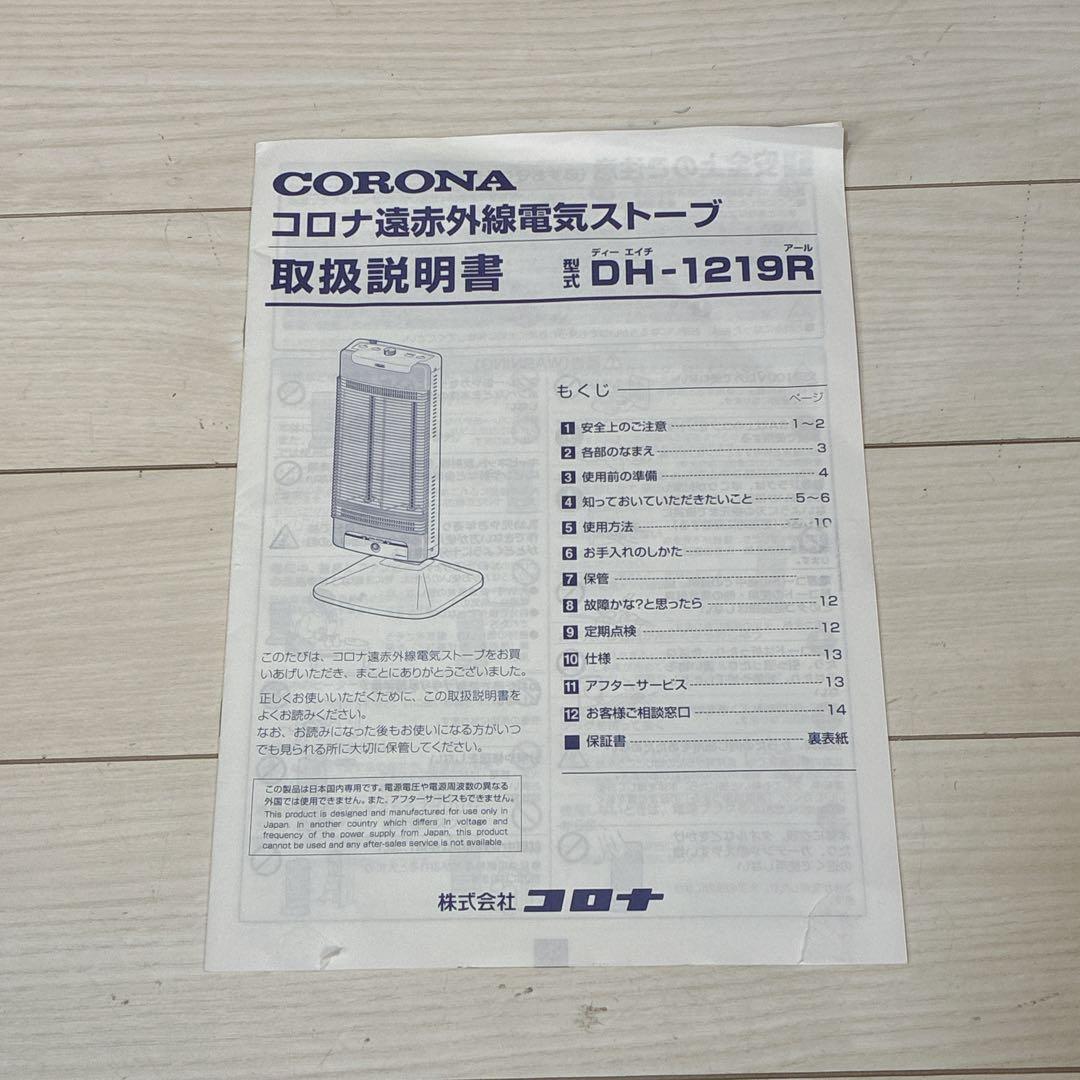 CORONA
コロナ遠赤外線電気ストーブ
取扱説明書 型式 DH-1219R
ディー エイチ アール
もくじ
ページ
1 安全上のご注意 1～2
2 各部のなまえ 3
3 使用前の準備 4
4 知っておいていただきたいこと 5～6
5 使用方法 10
6 お手入れのしかた
7 保管
8 故障かな?と思ったら 12
9 定期点検 12
10 仕様 13
11 アフターサービス 13
12 お客様ご相談窓口 14
■ 保証書 裏表紙
このたびは、コロナ遠赤外線電気ストーブをお買
いあげいただき、まことにありがとうございました。
正しくお使いいただくために、この取扱説明書を
よくお読みください。
なお、お読みになった後もお使いになる方がいつ
でも見られる所に大切に保管してください。
この製品は日本国内専用です。電源電圧や電源周波数の異なる
外国では使用できません。また、アフターサービスもできません。
This product is designed and manufactured for use only in
Japan. In another country which differs in voltage and
frequency of the power supply from Japan, this product
cannot be used and any after-sales service is not available.
株式会社 コロナ